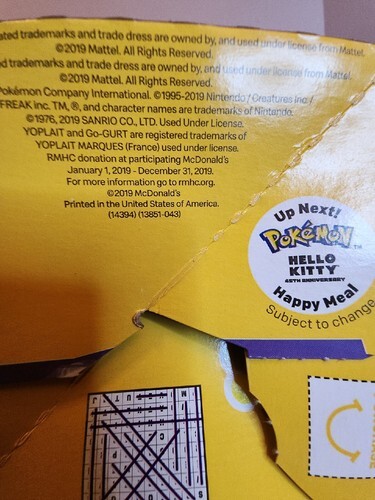 ated trademarks and trade dress are owned by, and used under license from Mattel.
©2019 Mattel. All Rights Reserved.
d trademarks and trade dress are owned by, and used under license from Mattel.
©2019 Mattel. All Rights Reserved.
Pokémon Company International. ©1995-2019 Nintendo / Creatures Inc. /
FREAK inc. TM, ®, and character names are trademarks of Nintendo.
©1976, 2019 SANRIO CO., LTD. Used Under License.
YOPLAIT and Go-GURT are registered trademarks of
YOPLAIT MARQUES (France) used under license.
RMHC donation at participating McDonald's
January 1, 2019 - December 31, 2019.
For more information go to rmhc.org.
©2019 McDonald's
Printed in the United States of America.
(14394) (13851-043)
Up Next!
POKéMON
TM
HELLO
KITTY
45TH ANNIVERSARY
Happy Meal
Subject to change